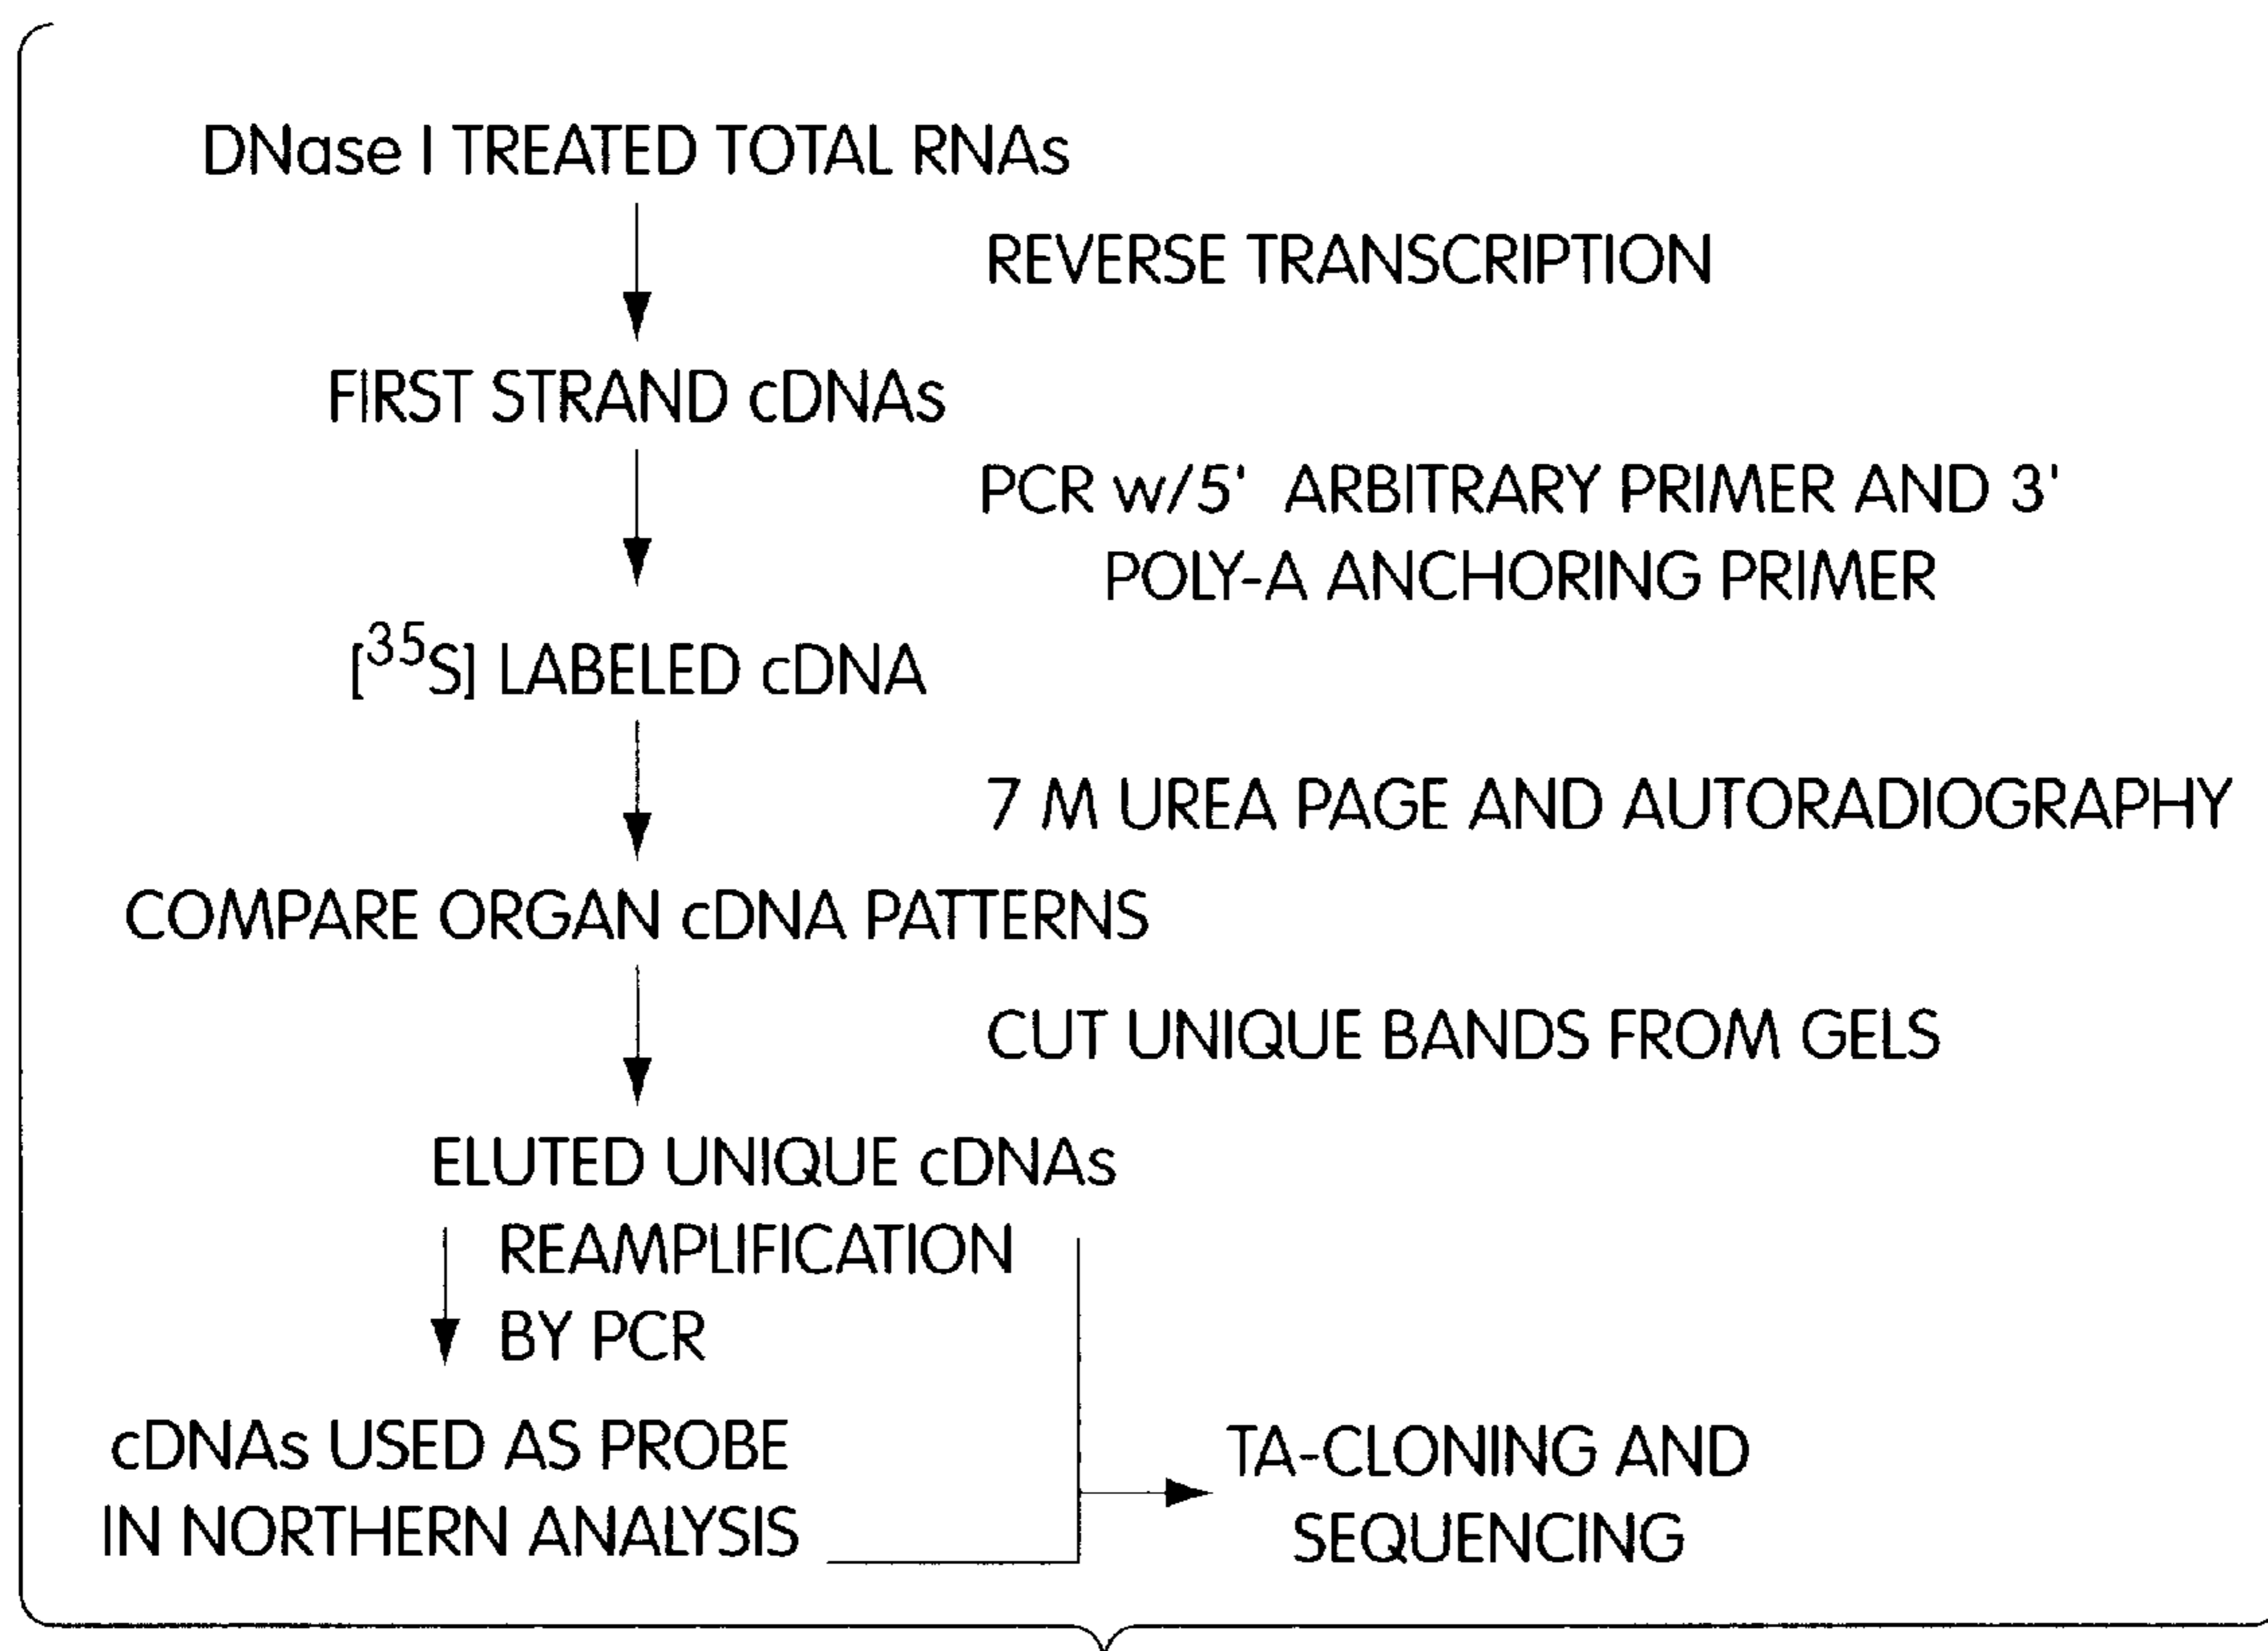 DNase I TREATED TOTAL RNAs
REVERSE TRANSCRIPTION
FIRST STRAND cDNAs
PCR w/5' ARBITRARY PRIMER AND 3'
POLY-A ANCHORING PRIMER
[³⁵S] LABELED cDNA
7 M UREA PAGE AND AUTORADIOGRAPHY
COMPARE ORGAN cDNA PATTERNS
CUT UNIQUE BANDS FROM GELS
ELUTED UNIQUE cDNAs
REAMPLIFICATION
BY PCR
cDNAs USED AS PROBE
IN NORTHERN ANALYSIS
TA-CLONING AND
SEQUENCING